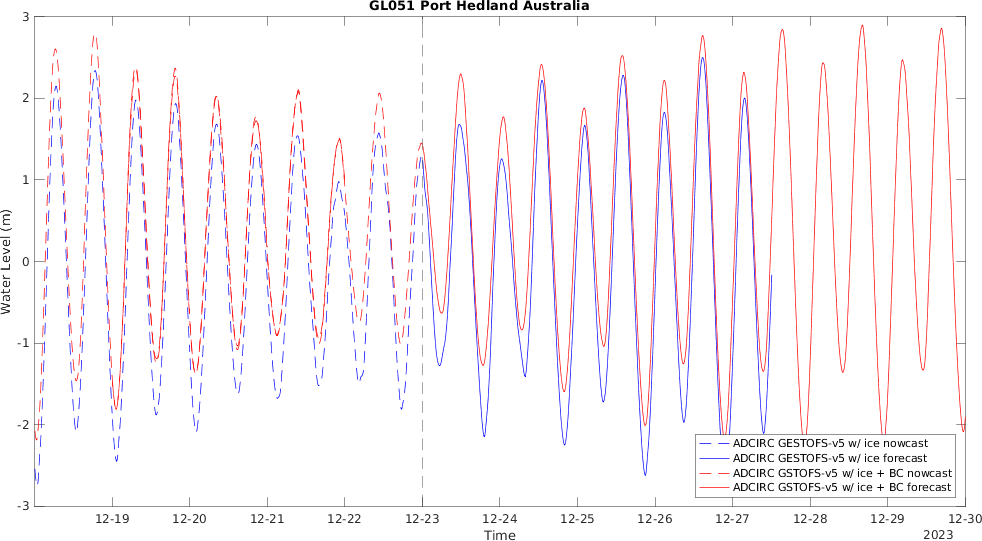 GL051 Port Hedland Australia
3
2
1
0
-1
-2
-3
Water Level (m)
ADCIRC GESTOFS-v5 w/ ice nowcast
ADCIRC GESTOFS-v5 w/ ice forecast
ADCIRC GSTOFS-v5 w/ ice + BC nowcast
ADCIRC GSTOFS-v5 w/ ice + BC forecast
12-19 12-20 12-21 12-22 12-23 12-24 12-25 12-26 12-27 12-28 12-29 12-30
Time
2023